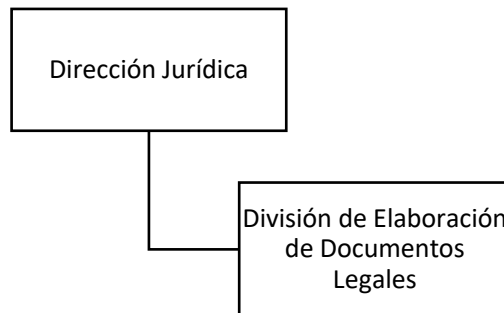 Dirección Jurídica
División de Elaboración
de Documentos
Legales